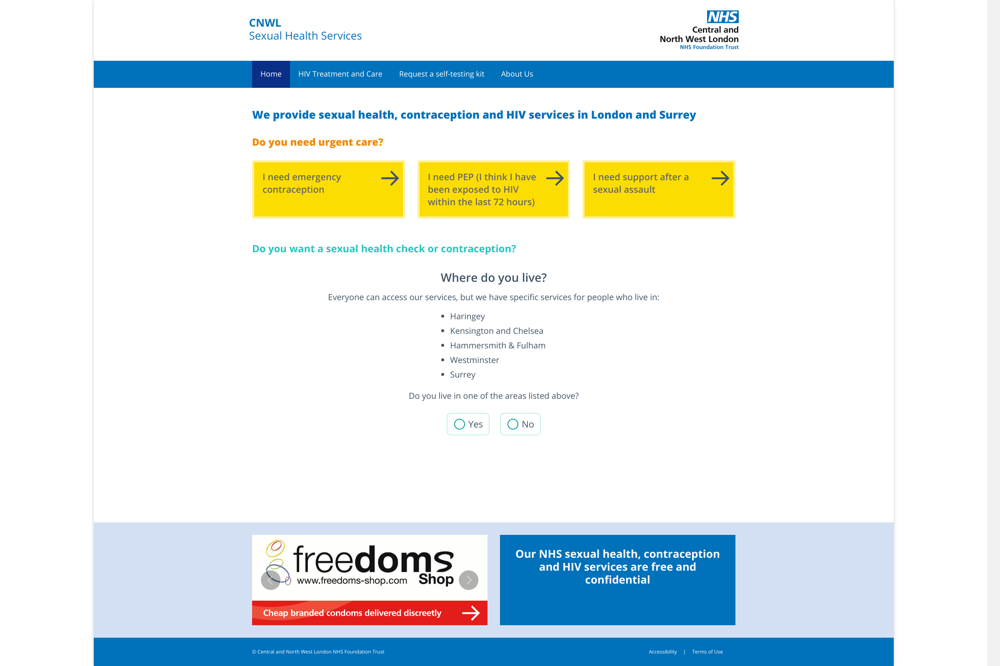 CNWL
Sexual Health Services
NHS
Central and
North West London
NHS Foundation Trust
Home
HIV Treatment and Care
Request a self-testing kit
About Us
We provide sexual health, contraception and HIV services in London and Surrey
Do you need urgent care?
I need emergency
contraception
I need PEP (I think I have
been exposed to HIV
within the last 72 hours)
I need support after a
sexual assault
Do you want a sexual health check or contraception?
Where do you live?
Everyone can access our services, but we have specific services for people who live in:
• Haringey
• Kensington and Chelsea
• Hammersmith & Fulham
• Westminster
• Surrey
Do you live in one of the areas listed above?
Yes
No
freedoms
www.freedoms-shop.com Shop
Cheap branded condoms delivered discreetly
Our NHS sexual health, contraception
and HIV services are free and
confidential
© Central and North West London NHS Foundation Trust
Accessibility | Terms of Use